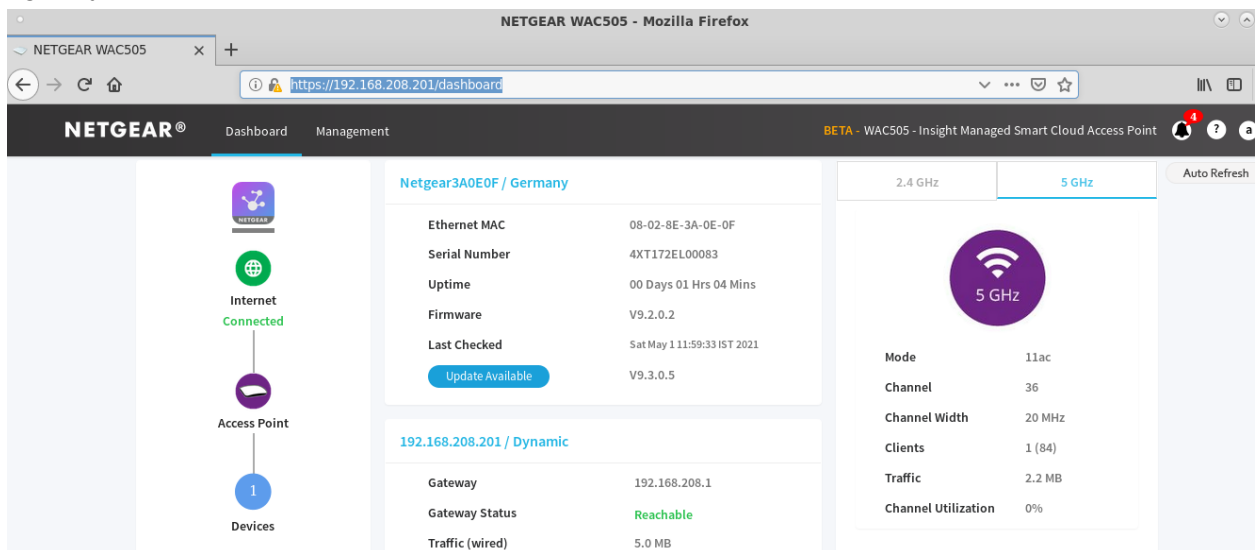 NETGEAR WAC505 - Mozilla Firefox
NETGEAR WAC505
https://192.168.208.201/dashboard
NETGEAR® Dashboard Management BETA - WAC505 - Insight Managed Smart Cloud Access Point 4 ? a
Auto Refresh
NETGEAR
Internet
Connected
Access Point
1
Devices
Netgear3A0E0F / Germany
Ethernet MAC 08-02-8E-3A-0E-0F
Serial Number 4XT172EL00083
Uptime 00 Days 01 Hrs 04 Mins
Firmware V9.2.0.2
Last Checked Sat May 1 11:59:33 IST 2021
Update Available V9.3.0.5
192.168.208.201 / Dynamic
Gateway 192.168.208.1
Gateway Status Reachable
Traffic (wired) 5.0 MB
2.4 GHz 5 GHz
5 GHz
Mode 11ac
Channel 36
Channel Width 20 MHz
Clients 1 (84)
Traffic 2.2 MB
Channel Utilization 0%